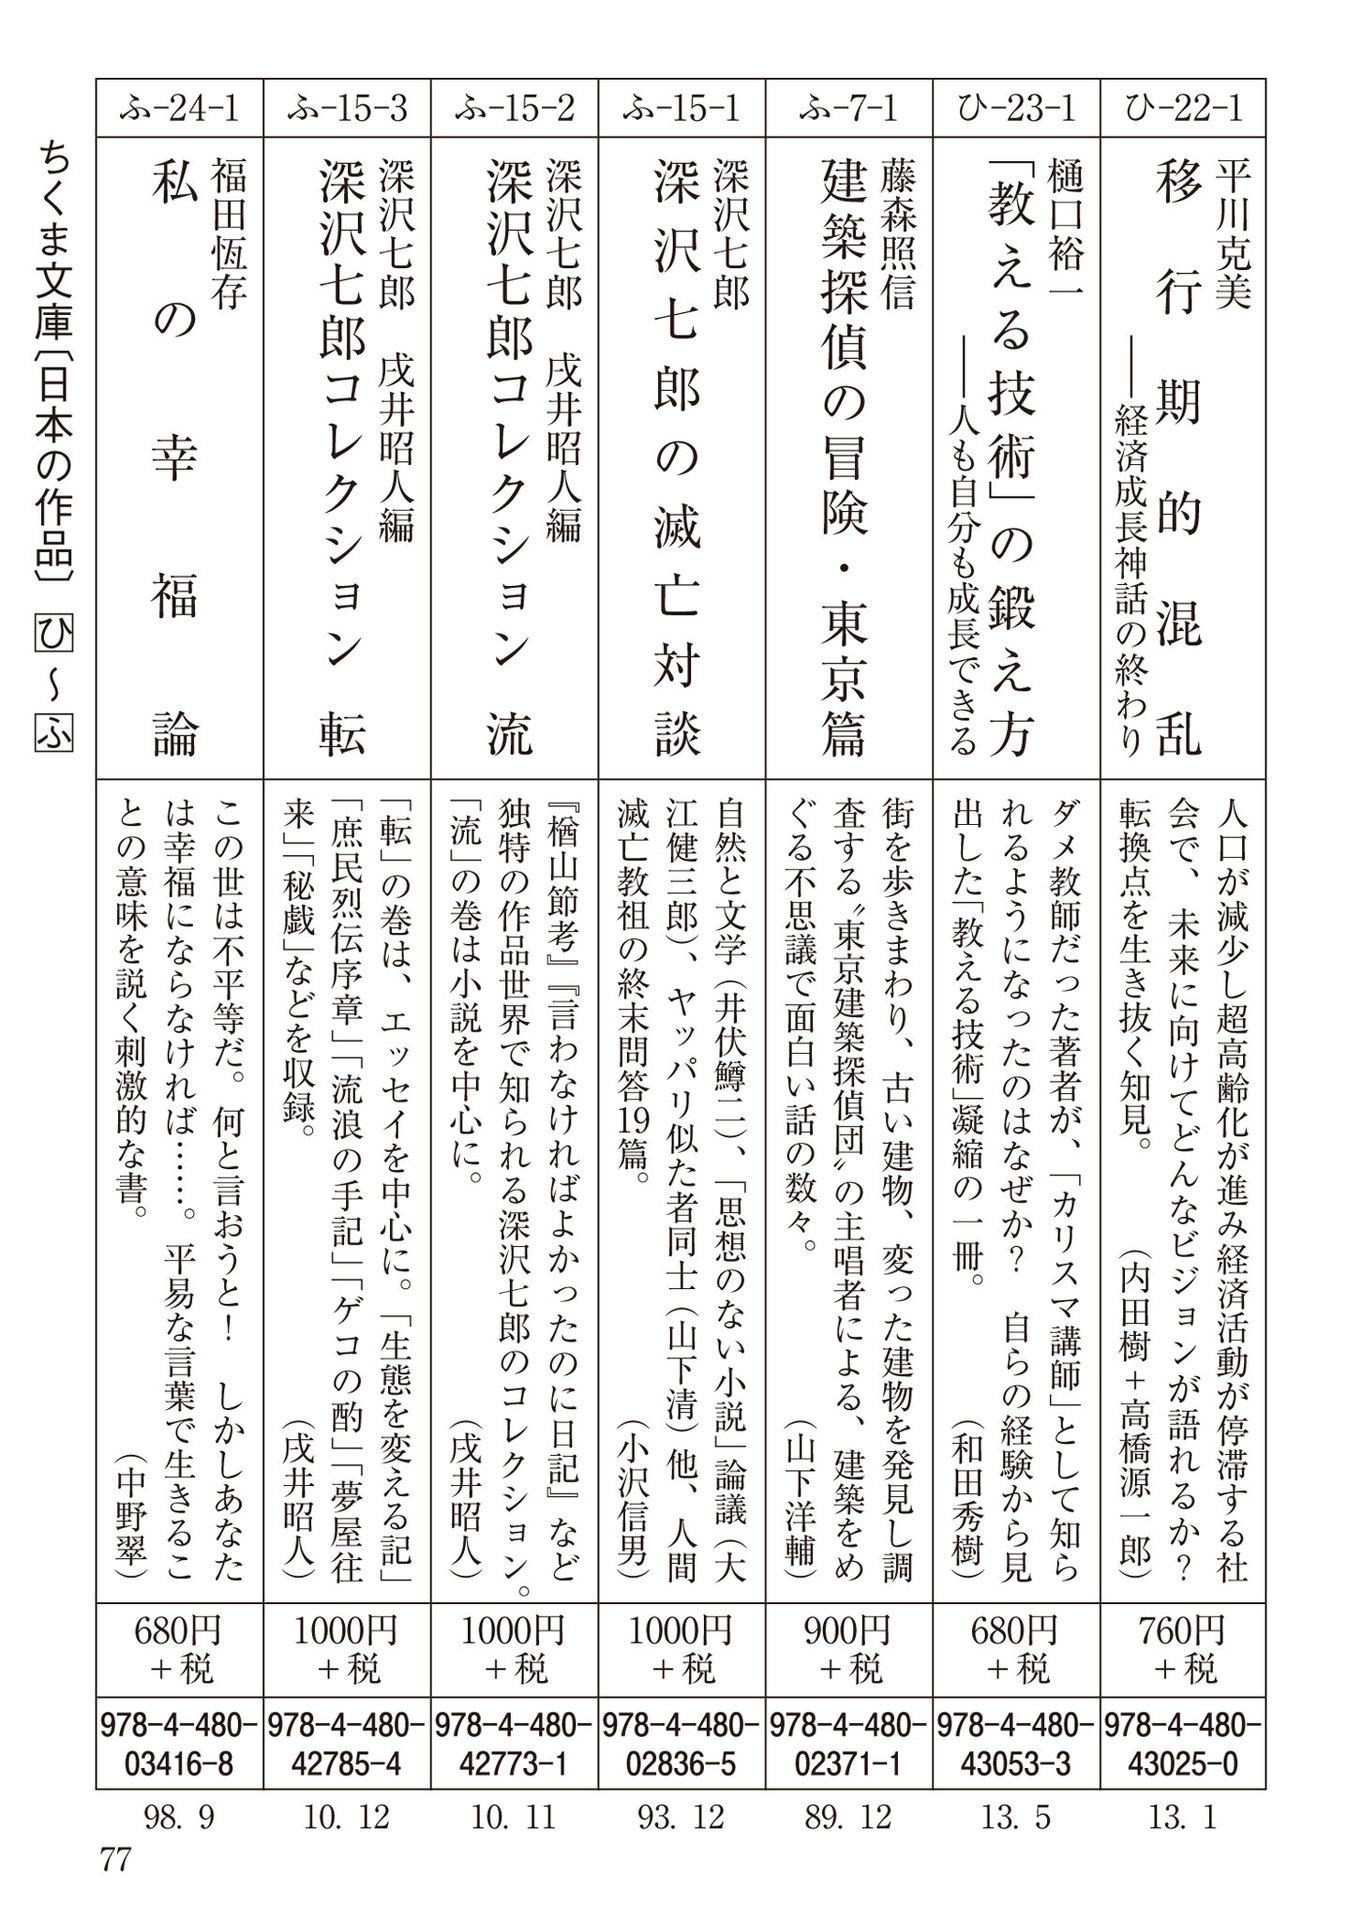 ひ-22-1
平川克美
移行期的混乱
――経済成長神話の終わり
人口が減少し超高齢化が進み経済活動が停滞する社
会で、未来に向けてどんなビジョンが語れるか？
転換点を生き抜く知見。　（内田樹＋高橋源一郎）
760円
＋税
978-4-480-
43025-0
13. 1
ひ-23-1
樋口裕一
「教える技術」の鍛え方
――人も自分も成長できる
ダメ教師だった著者が、「カリスマ講師」として知ら
れるようになったのはなぜか？　自らの経験から見
出した「教える技術」凝縮の一冊。　（和田秀樹）
680円
＋税
978-4-480-
43053-3
13. 5
ふ-7-1
藤森照信
建築探偵の冒険・東京篇
街を歩きまわり、古い建物、変った建物を発見し調
査する〝東京建築探偵団〟の主唱者による、建築をめ
ぐる不思議で面白い話の数々。　（山下洋輔）
900円
＋税
978-4-480-
02371-1
89. 12
ふ-15-1
深沢七郎
深沢七郎の滅亡対談
自然と文学（井伏鱒二）、「思想のない小説」論議（大
江健三郎）、ヤッパリ似た者同士（山下清）他、人間
滅亡教祖の終末問答19篇。　（小沢信男）
1000円
＋税
978-4-480-
02836-5
93. 12
ふ-15-2
深沢七郎　戌井昭人編
深沢七郎コレクション　流
『楢山節考』『言わなければよかったのに日記』など
独特の作品世界で知られる深沢七郎のコレクション。
「流」の巻は小説を中心に。　（戌井昭人）
1000円
＋税
978-4-480-
42773-1
10. 11
ふ-15-3
深沢七郎　戌井昭人編
深沢七郎コレクション　転
「転」の巻は、エッセイを中心に。「生態を変える記」
「庶民烈伝序章」「流浪の手記」「ゲコの酌」「夢屋往
来」「秘戯」などを収録。　（戌井昭人）
1000円
＋税
978-4-480-
42785-4
10. 12
ふ-24-1
福田恆存
私の幸福論
この世は不平等だ。何と言おうと！　しかしあなた
は幸福にならなければ……。平易な言葉で生きるこ
との意味を説く刺激的な書。　（中野翠）
680円
＋税
978-4-480-
03416-8
98. 9
ちくま文庫〔日本の作品〕 ひ～ふ
77